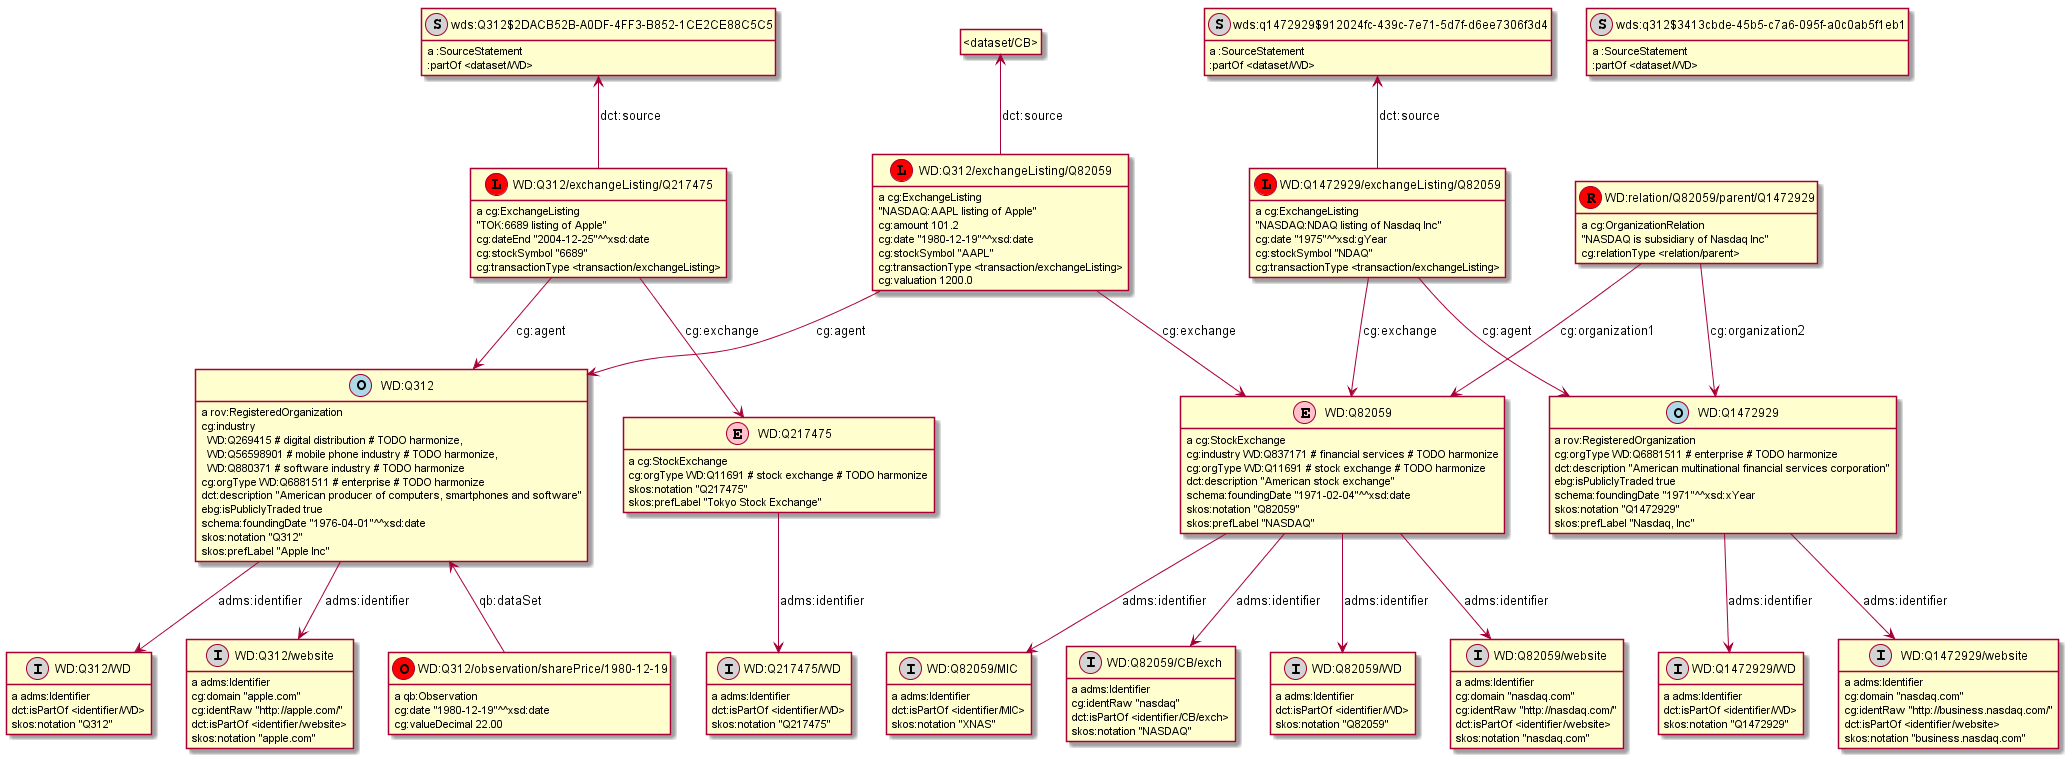 S wds:Q312$2DACB52B-A0DF-4FF3-B852-1CE2CE88C5C5
a :SourceStatement
:partOf <dataset/WD>
<dataset/CB>
S wds:q1472929$912024fc-439c-7e71-5d7f-d6ee7306f3d4
a :SourceStatement
:partOf <dataset/WD>
S wds:q312$3413cbde-45b5-c7a6-095f-a0c0ab5f1eb1
a :SourceStatement
:partOf <dataset/WD>
dct:source
dct:source
dct:source
L WD:Q312/exchangeListing/Q217475
a cg:ExchangeListing
"TOK:6689 listing of Apple"
cg:dateEnd "2004-12-25"^^xsd:date
cg:stockSymbol "6689"
cg:transactionType <transaction/exchangeListing>
L WD:Q312/exchangeListing/Q82059
a cg:ExchangeListing
"NASDAQ:AAPL listing of Apple"
cg:amount 101.2
cg:date "1980-12-19"^^xsd:date
cg:stockSymbol "AAPL"
cg:transactionType <transaction/exchangeListing>
cg:valuation 1200.0
L WD:Q1472929/exchangeListing/Q82059
a cg:ExchangeListing
"NASDAQ:NDAQ listing of Nasdaq Inc"
cg:date "1975"^^xsd:gYear
cg:stockSymbol "NDAQ"
cg:transactionType <transaction/exchangeListing>
R WD:relation/Q82059/parent/Q1472929
a cg:OrganizationRelation
"NASDAQ is subsidiary of Nasdaq Inc"
cg:relationType <relation/parent>
cg:agent
cg:exchange
cg:agent
cg:exchange
cg:exchange
cg:agent
cg:organization1
cg:organization2
O WD:Q312
a rov:RegisteredOrganization
cg:industry
WD:Q269415 # digital distribution # TODO harmonize,
WD:Q56598901 # mobile phone industry # TODO harmonize,
WD:Q880371 # software industry # TODO harmonize
cg:orgType WD:Q6881511 # enterprise # TODO harmonize
dct:description "American producer of computers, smartphones and software"
ebg:isPubliclyTraded true
schema:foundingDate "1976-04-01"^^xsd:date
skos:notation "Q312"
skos:prefLabel "Apple Inc"
E WD:Q217475
a cg:StockExchange
cg:orgType WD:Q11691 # stock exchange # TODO harmonize
skos:notation "Q217475"
skos:prefLabel "Tokyo Stock Exchange"
E WD:Q82059
a cg:StockExchange
cg:industry WD:Q837171 # financial services # TODO harmonize
cg:orgType WD:Q11691 # stock exchange # TODO harmonize
dct:description "American stock exchange"
schema:foundingDate "1971-02-04"^^xsd:date
skos:notation "Q82059"
skos:prefLabel "NASDAQ"
O WD:Q1472929
a rov:RegisteredOrganization
cg:orgType WD:Q6881511 # enterprise # TODO harmonize
dct:description "American multinational financial services corporation"
ebg:isPubliclyTraded true
schema:foundingDate "1971"^^xsd:xYear
skos:notation "Q1472929"
skos:prefLabel "Nasdaq, Inc"
adms:identifier
adms:identifier
qb:dataSet
adms:identifier
adms:identifier
adms:identifier
adms:identifier
adms:identifier
adms:identifier
adms:identifier
I WD:Q312/WD
a adms:Identifier
dct:isPartOf <identifier/WD>
skos:notation "Q312"
I WD:Q312/website
a adms:Identifier
cg:domain "apple.com"
cg:identRaw "http://apple.com/"
dct:isPartOf <identifier/website>
skos:notation "apple.com"
O WD:Q312/observation/sharePrice/1980-12-19
a qb:Observation
cg:date "1980-12-19"^^xsd:date
cg:valueDecimal 22.00
I WD:Q217475/WD
a adms:Identifier
dct:isPartOf <identifier/WD>
skos:notation "Q217475"
I WD:Q82059/MIC
a adms:Identifier
dct:isPartOf <identifier/MIC>
skos:notation "XNAS"
I WD:Q82059/CB/exch
a adms:Identifier
cg:identRaw "nasdaq"
dct:isPartOf <identifier/CB/exch>
skos:notation "NASDAQ"
I WD:Q82059/WD
a adms:Identifier
dct:isPartOf <identifier/WD>
skos:notation "Q82059"
I WD:Q82059/website
a adms:Identifier
cg:domain "nasdaq.com"
cg:identRaw "http://nasdaq.com/"
dct:isPartOf <identifier/website>
skos:notation "nasdaq.com"
I WD:Q1472929/WD
a adms:Identifier
dct:isPartOf <identifier/WD>
skos:notation "Q1472929"
I WD:Q1472929/website
a adms:Identifier
cg:domain "nasdaq.com"
cg:identRaw "http://business.nasdaq.com/"
dct:isPartOf <identifier/website>
skos:notation "business.nasdaq.com"